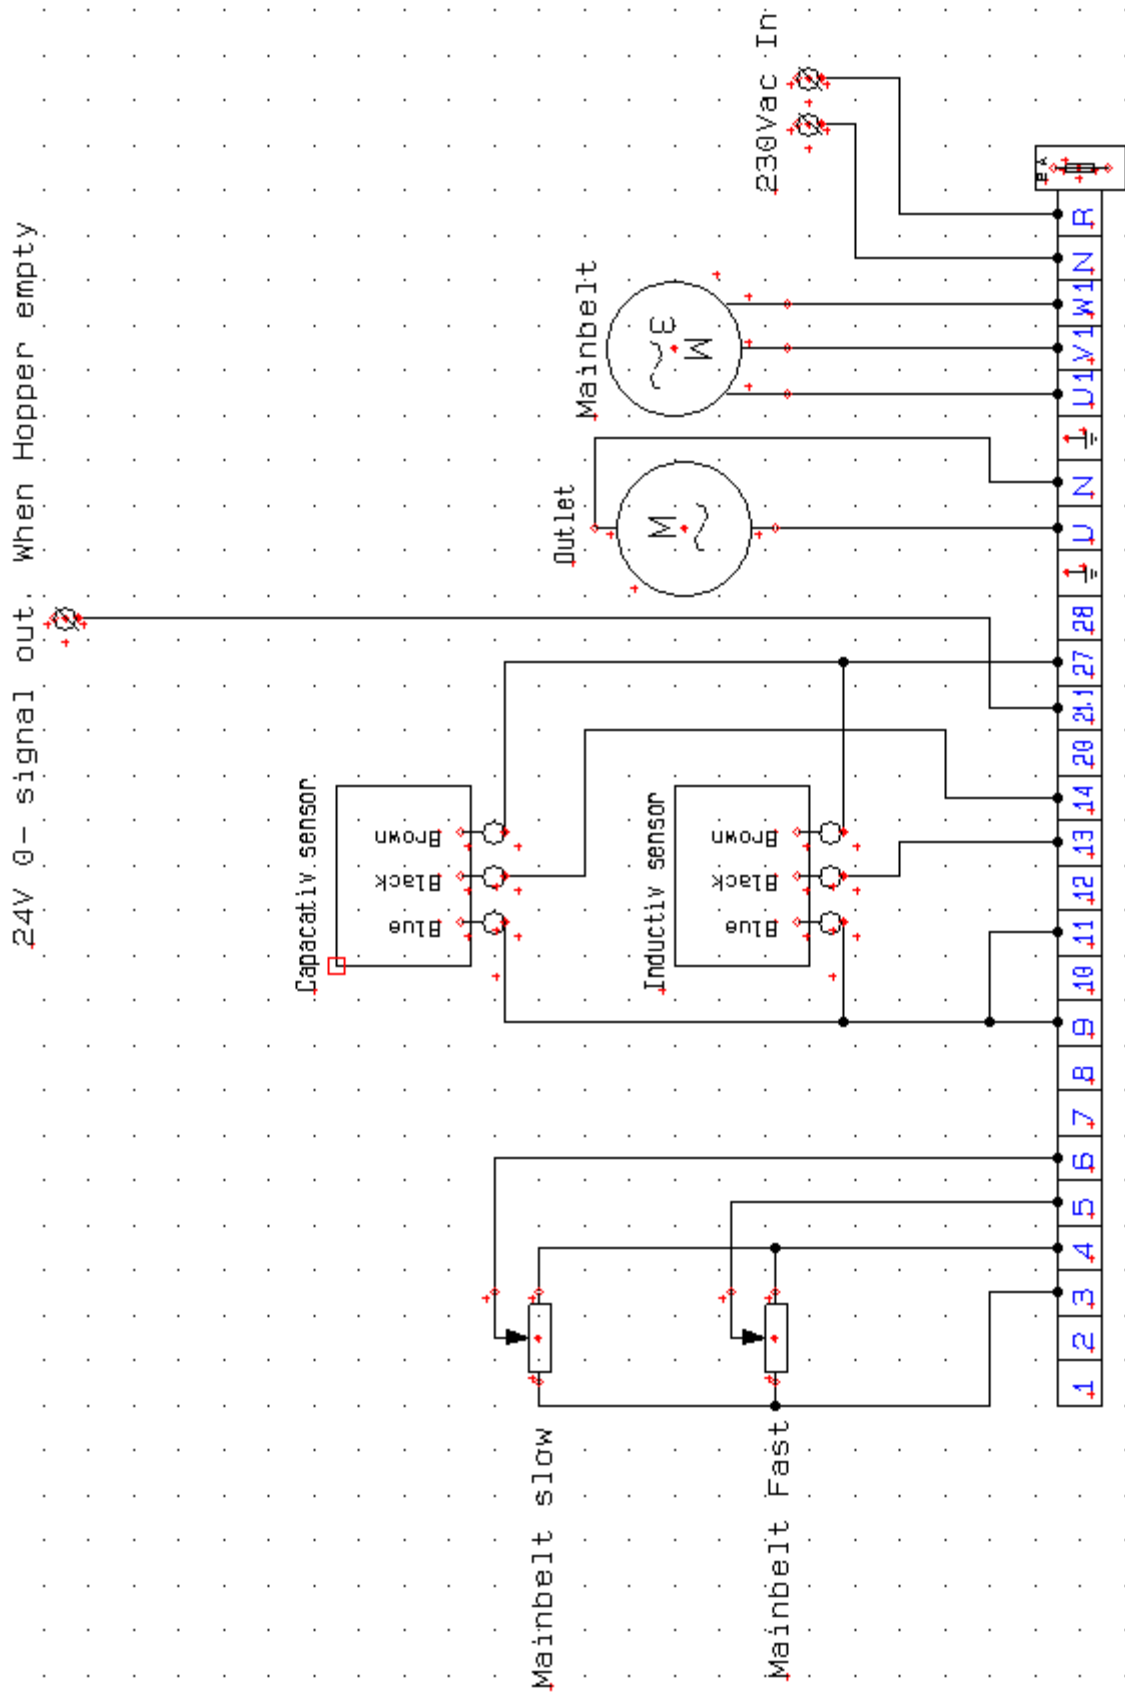 24V 0- signal out. When Hopper empty
230Vac In
Mainbelt
M
3
Outlet
M
Capacativ sensor
Brown
Black
Blue
Inductiv sensor
Brown
Black
Blue
Mainbelt slow
Mainbelt Fast
1
2
3
4
5
6
7
8
9
10
11
12
13
14
20
21.1
27
28
U
N
U1
V1
W1
N
R